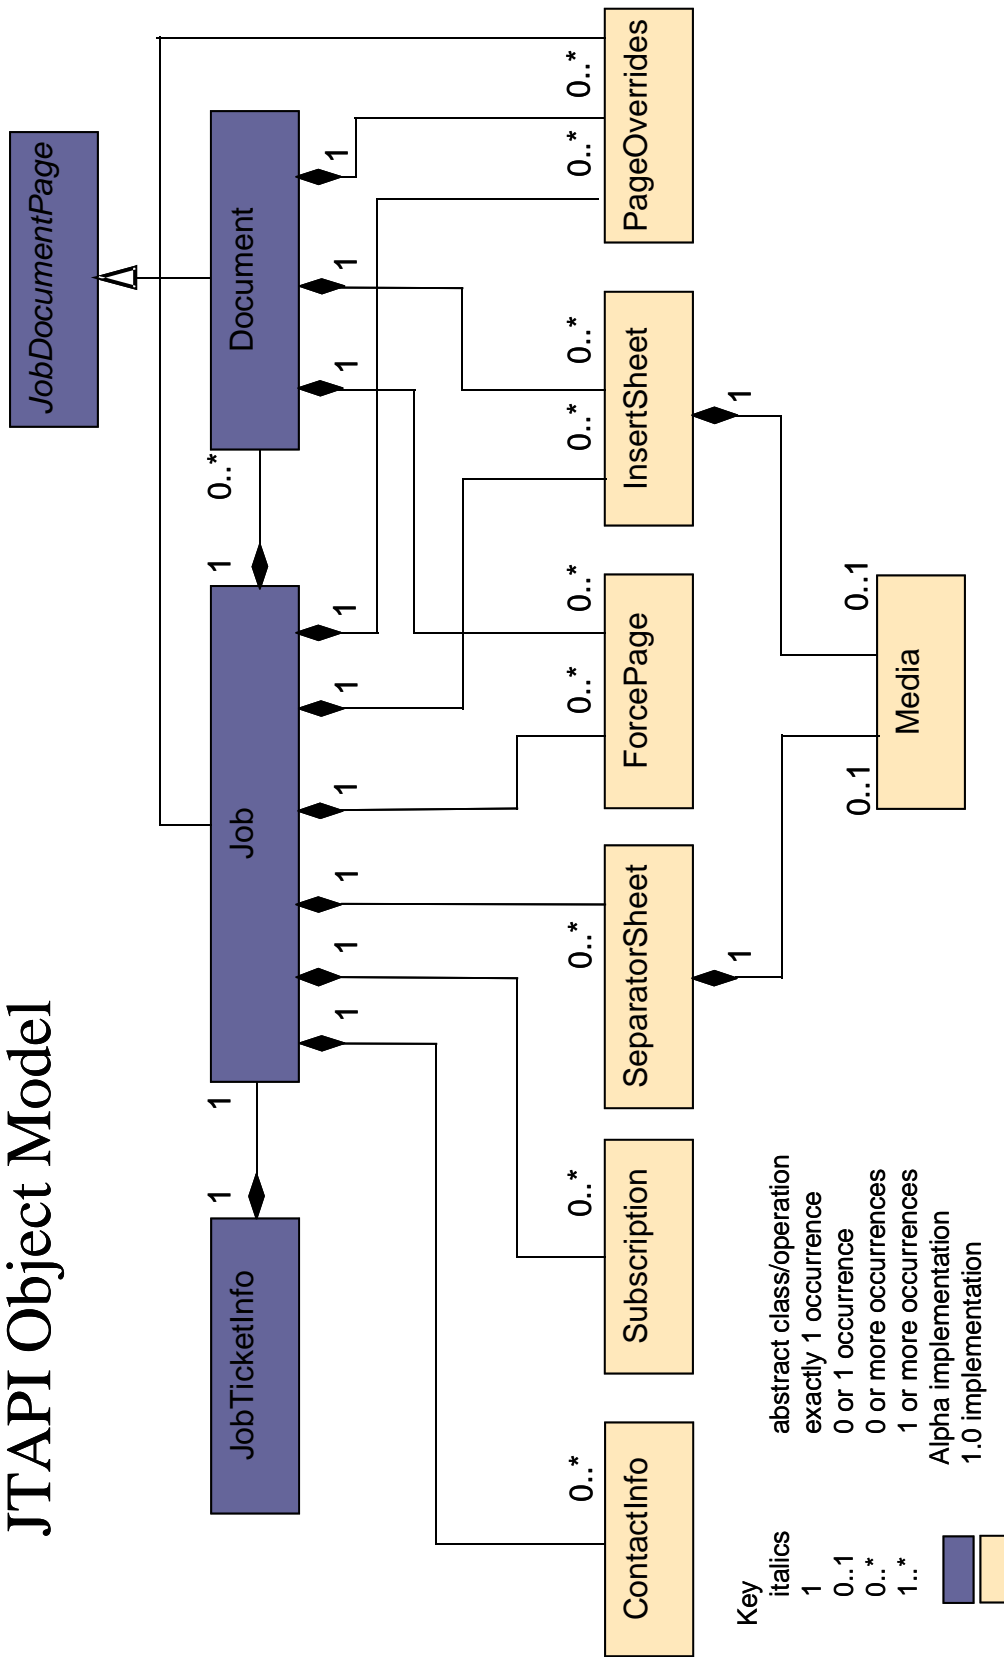 JTAPI Object Model
JobDocumentPage
JobTicketInfo
1
1
Job
1
0..*
Document
1
1
1
1
1
1
1
1
1
0..*
0..*
0..*
0..*
0..*
0..*
0..*
0..*
0..*
ContactInfo
Subscription
SeparatorSheet
ForcePage
InsertSheet
PageOverrides
1
1
0..1
0..1
Media
Key
italics abstract class/operation
1 exactly 1 occurrence
0..1 0 or 1 occurrence
0..* 0 or more occurrences
1..* 1 or more occurrences
Alpha implementation
1.0 implementation